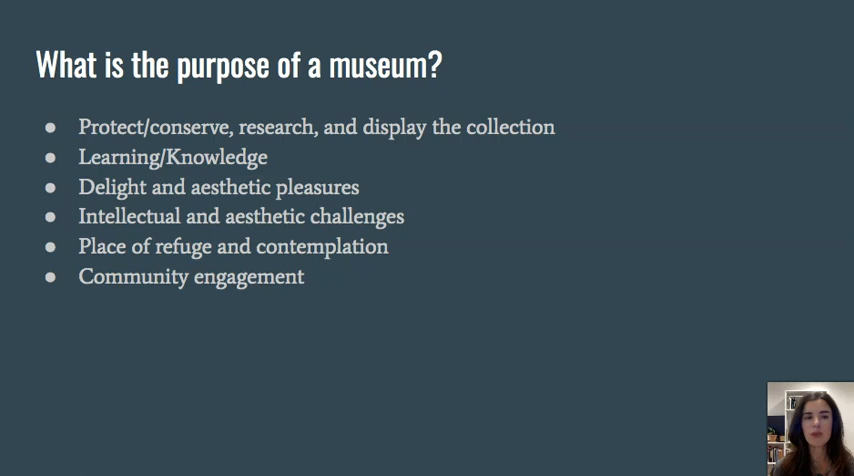 What is the purpose of a museum?
● Protect/conserve, research, and display the collection
● Learning/Knowledge
● Delight and aesthetic pleasures
● Intellectual and aesthetic challenges
● Place of refuge and contemplation
● Community engagement